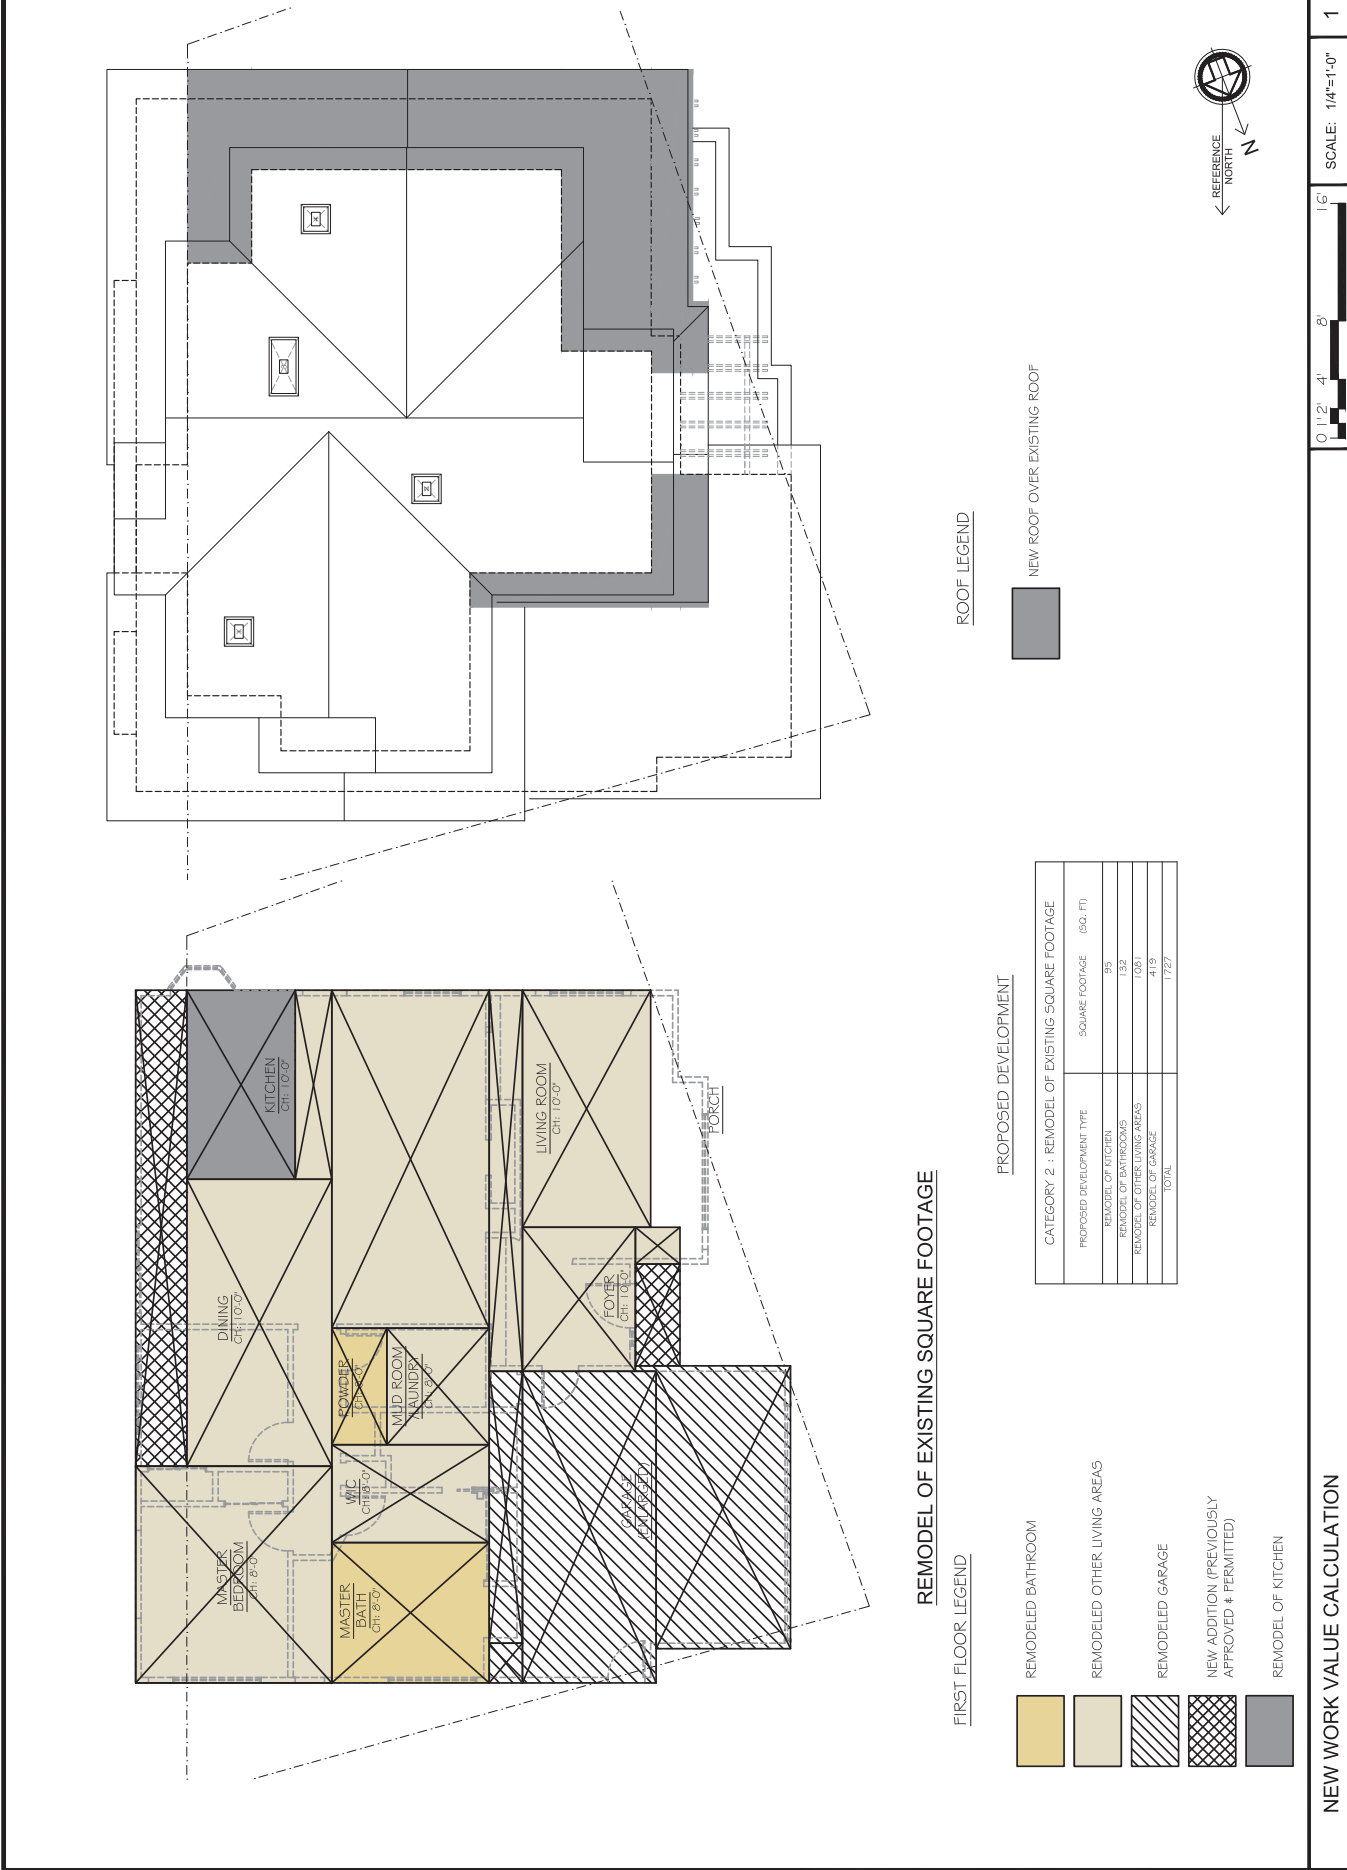 KITCHEN
CH: 10'-0"
DINING
CH: 10'-0"
LIVING ROOM
CH: 10'-0"
PORCH
FOYER
CH: 10'-0"
POWDER
MUD ROOM
/LAUNDRY
CH: 8'-0"
WIC
CH: 8'-0"
MASTER
BEDROOM
CH: 8'-0"
MASTER
BATH
CH: 8'-0"
GARAGE
(ENLARGED)
REMODEL OF EXISTING SQUARE FOOTAGE
FIRST FLOOR LEGEND
REMODELED BATHROOM
REMODELED OTHER LIVING AREAS
REMODELED GARAGE
NEW ADDITION (PREVIOUSLY
APPROVED & PERMITTED)
REMODEL OF KITCHEN
PROPOSED DEVELOPMENT
CATEGORY 2 : REMODEL OF EXISTING SQUARE FOOTAGE
PROPOSED DEVELOPMENT TYPE SQUARE FOOTAGE (SQ. FT)
REMODEL OF KITCHEN 95
REMODEL OF BATHROOMS 132
REMODEL OF OTHER LIVING AREAS 1081
REMODEL OF GARAGE 419
TOTAL 1727
ROOF LEGEND
NEW ROOF OVER EXISTING ROOF
REFERENCE
NORTH
N
NEW WORK VALUE CALCULATION
0 1' 2' 4' 8' 16'
SCALE: 1/4"=1'-0"
1